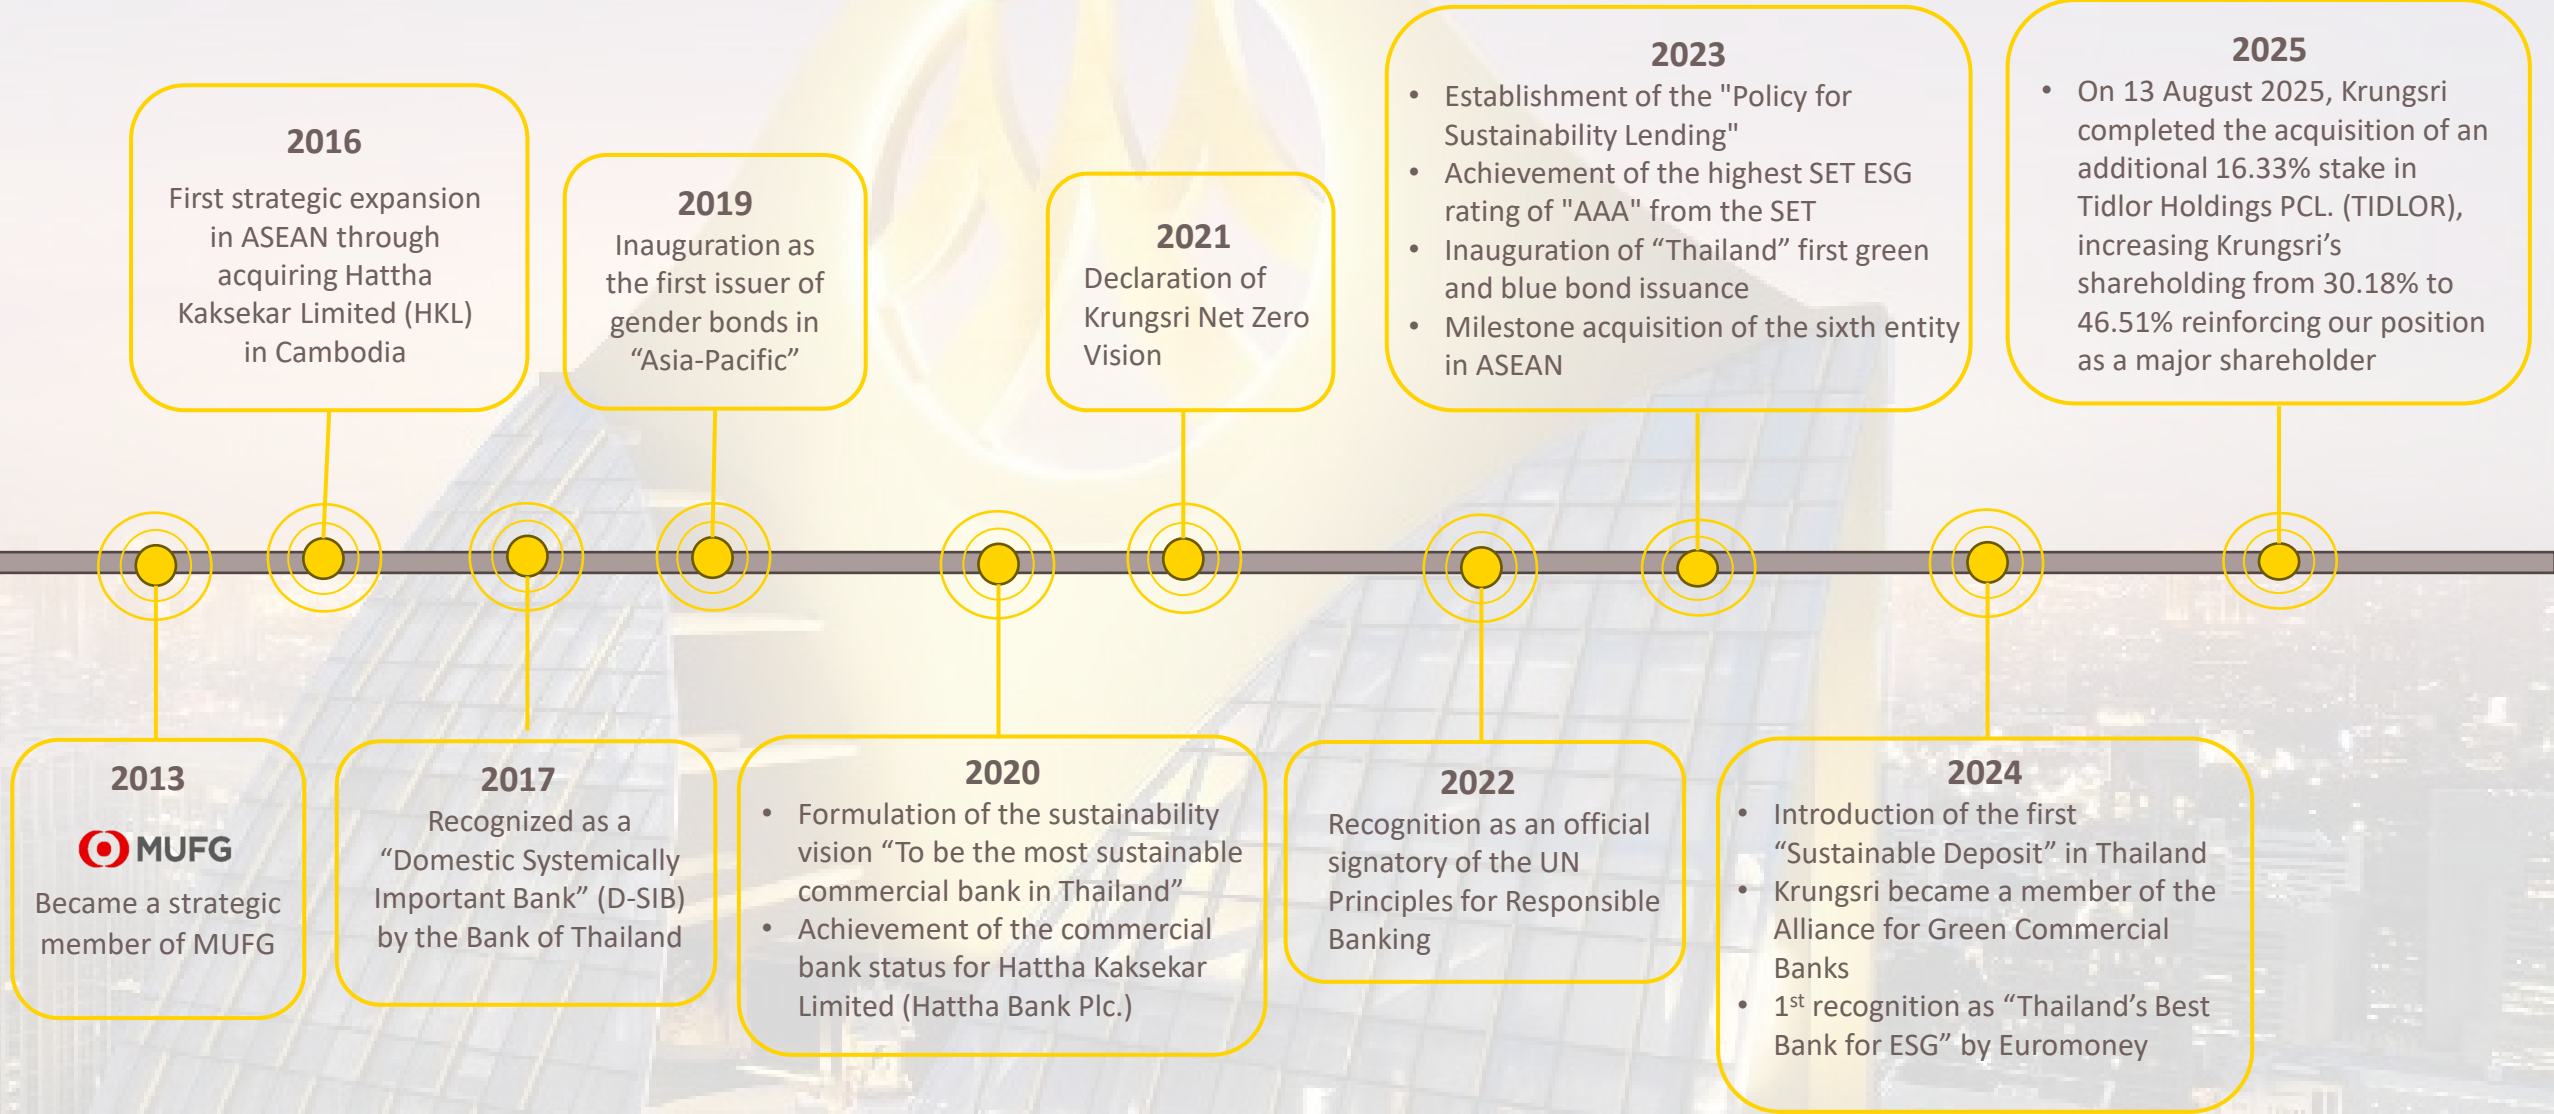 2013
MUFG
Became a strategic
member of MUFG
2016
First strategic expansion
in ASEAN through
acquiring Hattha
Kaksekar Limited (HKL)
in Cambodia
2017
Recognized as a
“Domestic Systemically
Important Bank” (D-SIB)
by the Bank of Thailand
2019
Inauguration as
the first issuer of
gender bonds in
“Asia-Pacific”
2020
• Formulation of the sustainability
vision “To be the most sustainable
commercial bank in Thailand”
• Achievement of the commercial
bank status for Hattha Kaksekar
Limited (Hattha Bank Plc.)
2021
Declaration of
Krungsri Net Zero
Vision
2022
Recognition as an official
signatory of the UN
Principles for Responsible
Banking
2023
• Establishment of the "Policy for
Sustainability Lending"
• Achievement of the highest SET ESG
rating of "AAA" from the SET
• Inauguration of “Thailand” first green
and blue bond issuance
• Milestone acquisition of the sixth entity
in ASEAN
2024
• Introduction of the first
“Sustainable Deposit” in Thailand
• Krungsri became a member of the
Alliance for Green Commercial
Banks
• 1st recognition as “Thailand’s Best
Bank for ESG” by Euromoney
2025
• On 13 August 2025, Krungsri
completed the acquisition of an
additional 16.33% stake in
Tidlor Holdings PCL. (TIDLOR),
increasing Krungsri’s
shareholding from 30.18% to
46.51% reinforcing our position
as a major shareholder